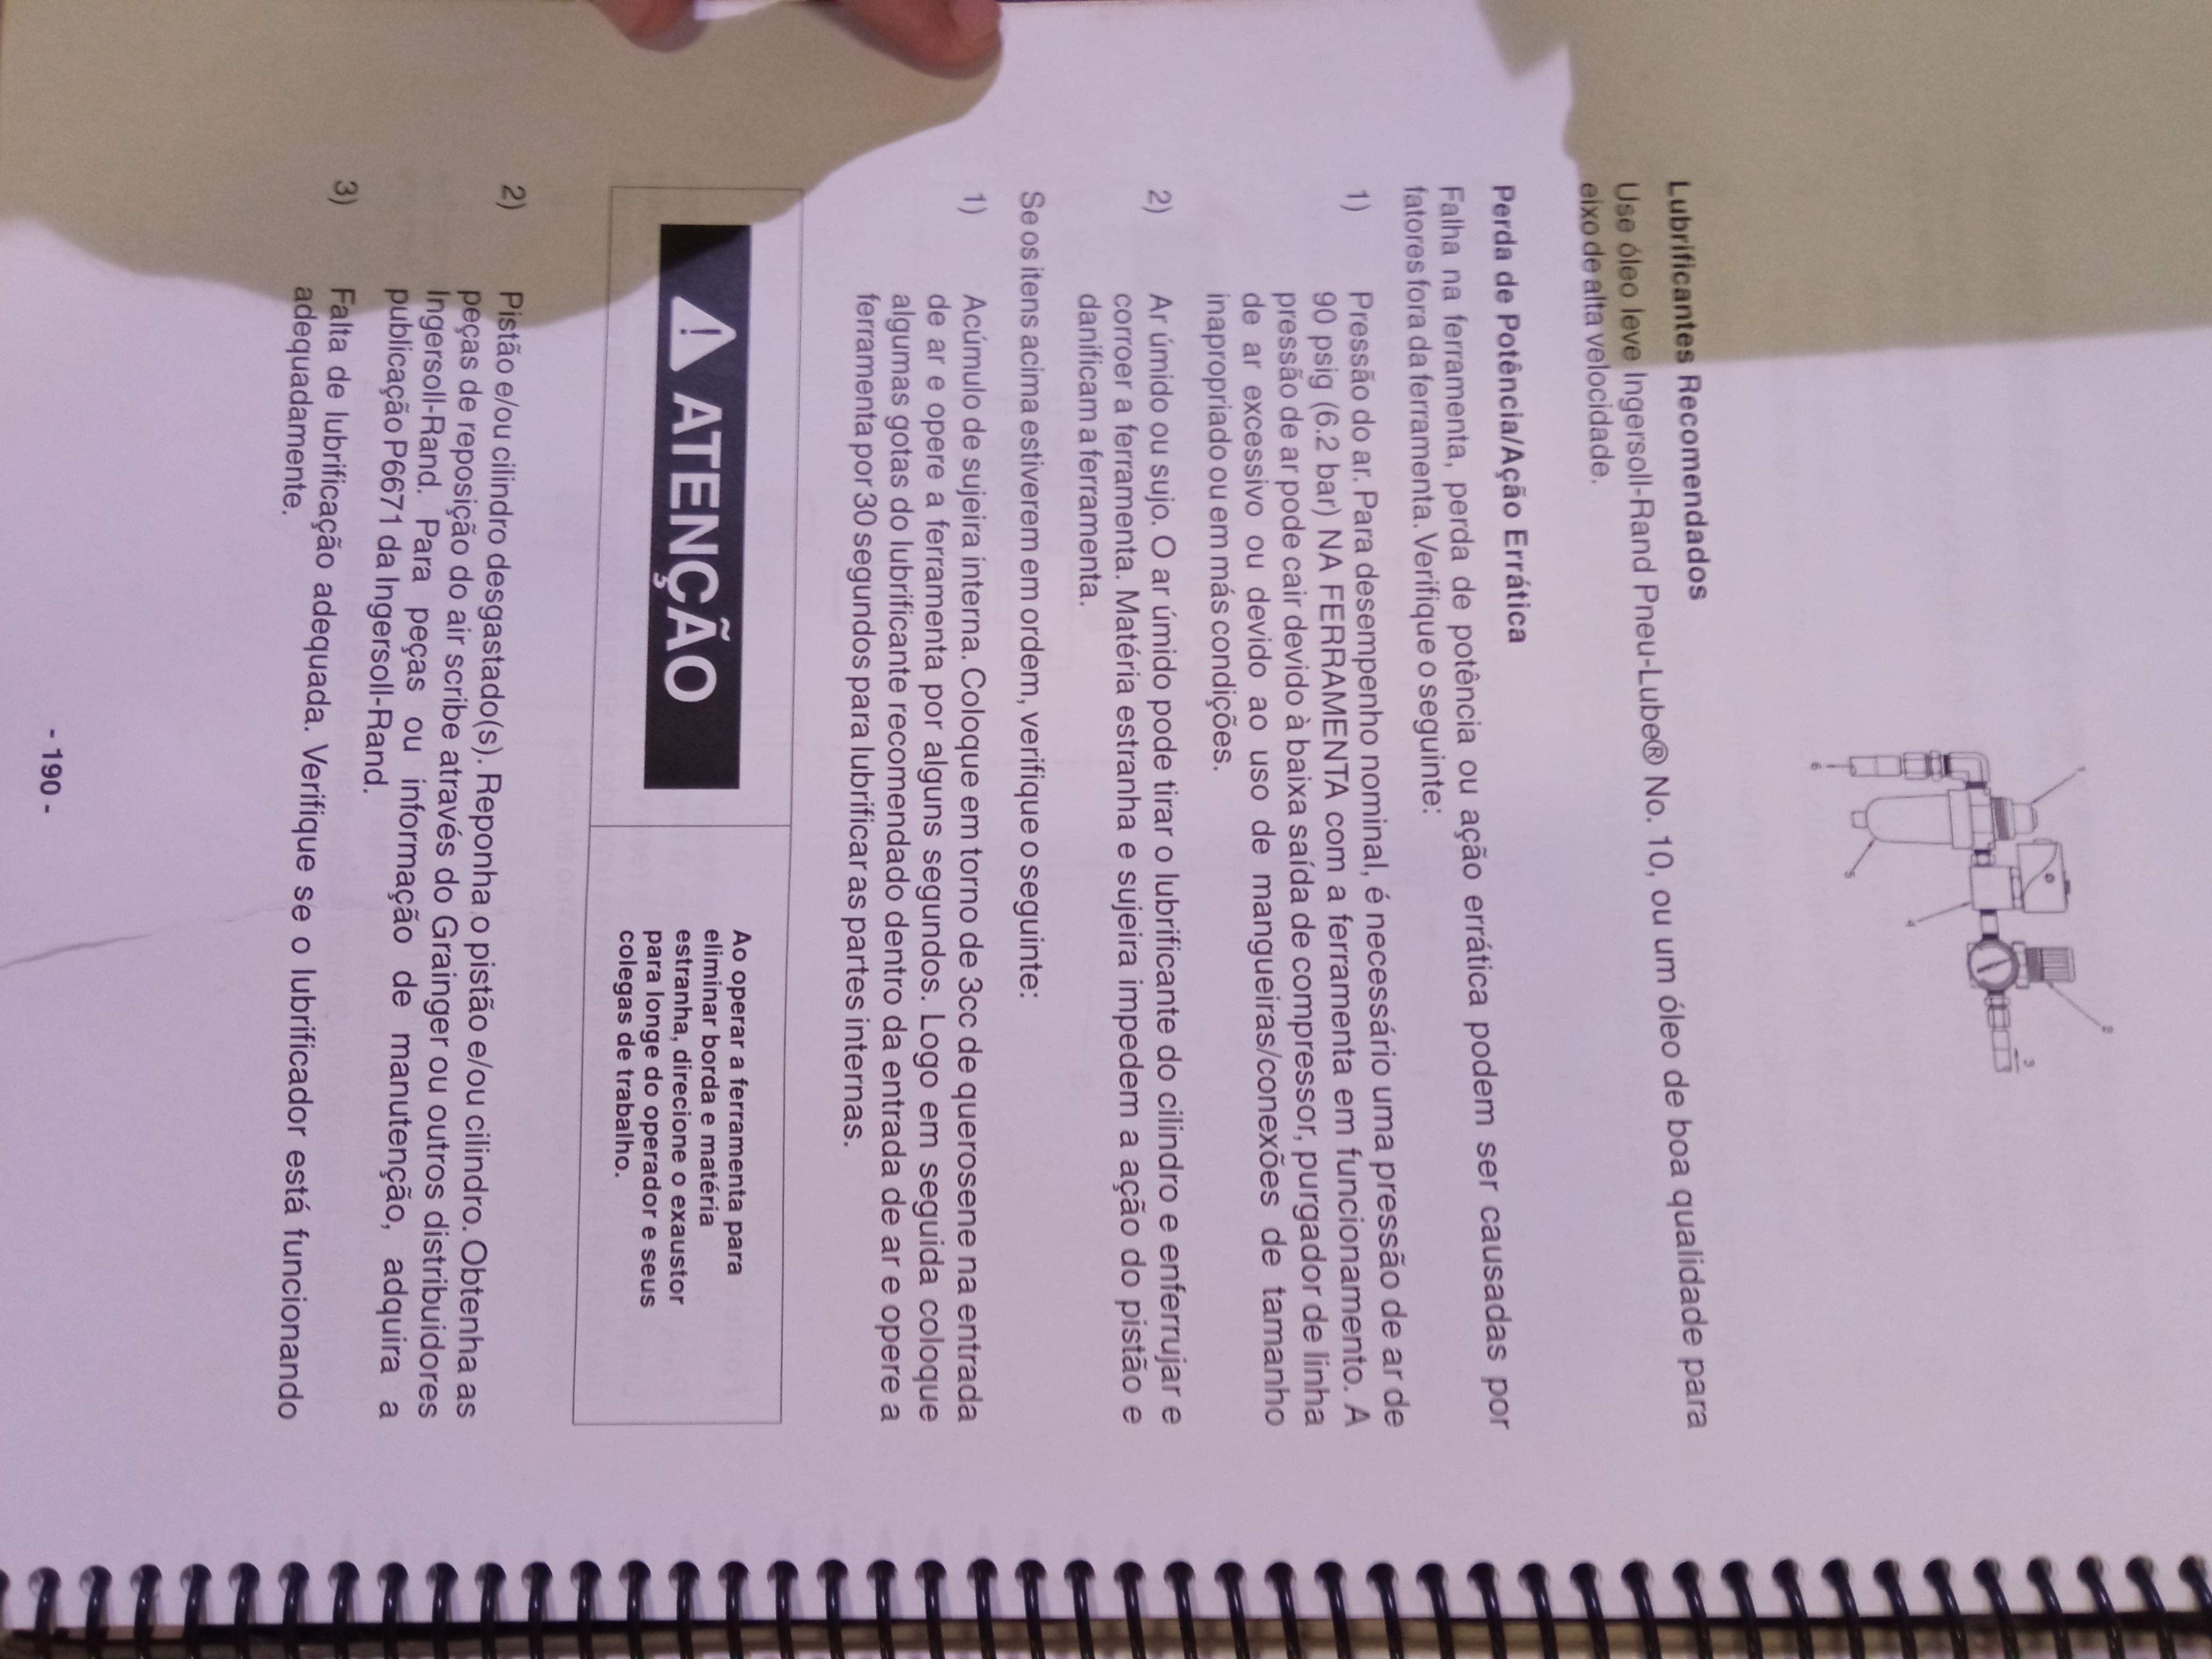 1
2
3
4
5
6
Lubrificantes Recomendados
Use óleo leve Ingersoll-Rand Pneu-Lube® No. 10, ou um óleo de boa qualidade para
eixo de alta velocidade.
Perda de Potência/Ação Errática
Falha na ferramenta, perda de potência ou ação errática podem ser causadas por
fatores fora da ferramenta. Verifique o seguinte:
1) Pressão do ar. Para desempenho nominal, é necessário uma pressão de ar de
90 psig (6.2 bar) NA FERRAMENTA com a ferramenta em funcionamento. A
pressão de ar pode cair devido à baixa saída de compressor, purgador de linha
de ar excessivo ou devido ao uso de mangueiras/conexões de tamanho
inapropriado ou em más condições.
2) Ar úmido ou sujo. O ar úmido pode tirar o lubrificante do cilindro e enferrujar e
corroer a ferramenta. Matéria estranha e sujeira impedem a ação do pistão e
danificam a ferramenta.
Se os itens acima estiverem em ordem, verifique o seguinte:
1) Acúmulo de sujeira interna. Coloque em torno de 3cc de querosene na entrada
de ar e opere a ferramenta por alguns segundos. Logo em seguida coloque
algumas gotas do lubrificante recomendado dentro da entrada de ar e opere a
ferramenta por 30 segundos para lubrificar as partes internas.
ATENÇÃO
Ao operar a ferramenta para
eliminar borda e matéria
estranha, direcione o exaustor
para longe do operador e seus
colegas de trabalho.
2) Pistão e/ou cilindro desgastado(s). Reponha o pistão e/ou cilindro. Obtenha as
peças de reposição do air scribe através do Grainger ou outros distribuidores
Ingersoll-Rand. Para peças ou informação de manutenção, adquira a
publicação P6671 da Ingersoll-Rand.
3) Falta de lubrificação adequada. Verifique se o lubrificador está funcionando
adequadamente.
- 190 -